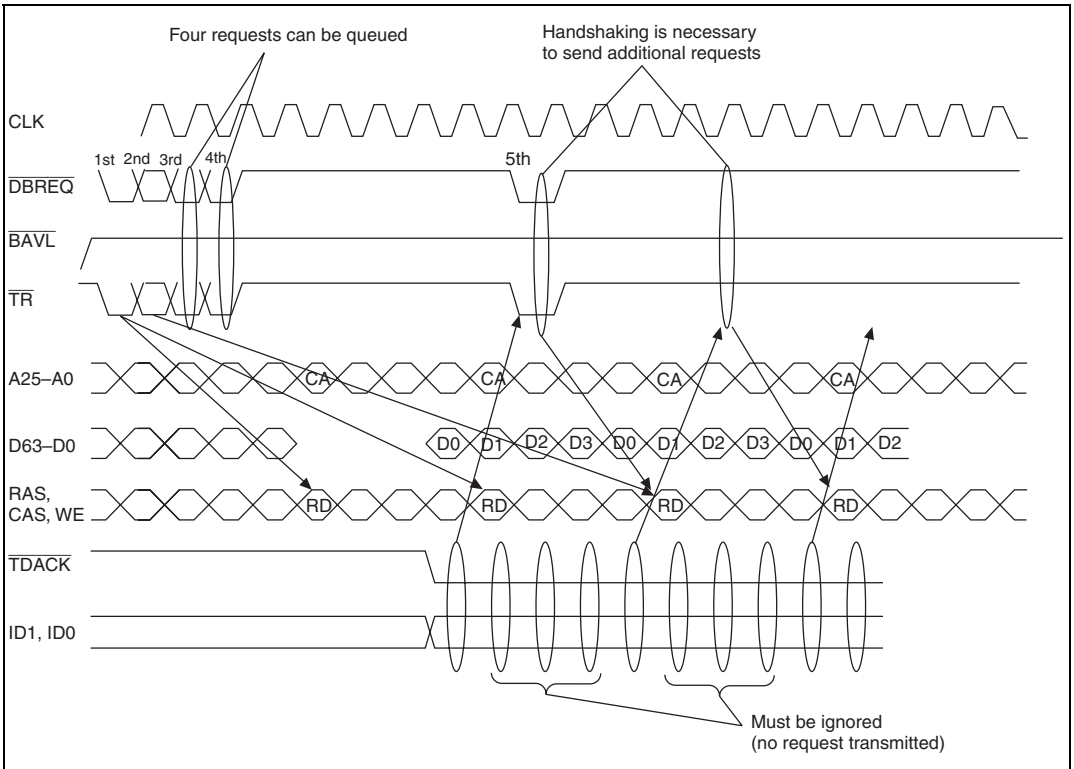 Four requests can be queued
Handshaking is necessary
to send additional requests
CLK
1st 2nd 3rd 4th 5th
DBREQ
BAVL
TR
A25–A0 CA CA CA CA
D63–D0 D0 D1 D2 D3 D0 D1 D2 D3 D0 D1 D2
RAS,
CAS, WE RD RD RD RD
TDACK
ID1, ID0
Must be ignored
(no request transmitted)